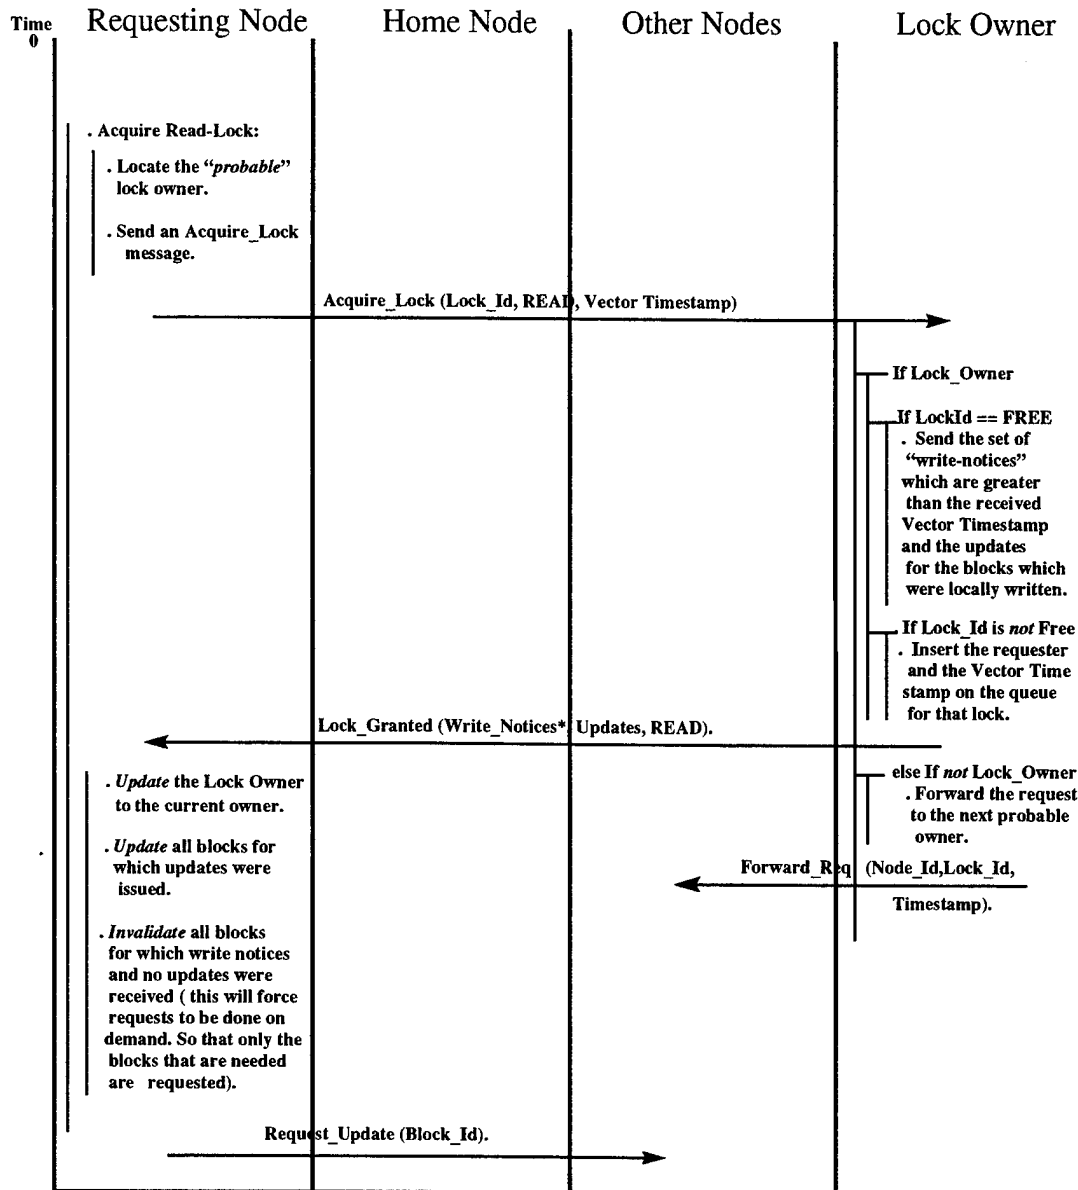 Time Requesting Node Home Node Other Nodes Lock Owner
0
. Acquire Read-Lock:
. Locate the “probable”
lock owner.
. Send an Acquire_Lock
message.
Acquire_Lock (Lock_Id, READ, Vector Timestamp)
If Lock_Owner
If LockId == FREE
. Send the set of
“write-notices”
which are greater
than the received
Vector Timestamp
and the updates
for the blocks which
were locally written.
If Lock_Id is not Free
. Insert the requester
and the Vector Time
stamp on the queue
for that lock.
Lock_Granted (Write_Notices*, Updates, READ).
. Update the Lock Owner
to the current owner.
. Update all blocks for
which updates were
issued.
. Invalidate all blocks
for which write notices
and no updates were
received ( this will force
requests to be done on
demand. So that only the
blocks that are needed
are requested).
else If not Lock_Owner
. Forward the request
to the next probable
owner.
Forward_Req (Node_Id,Lock_Id,
Timestamp).
Request_Update (Block_Id).